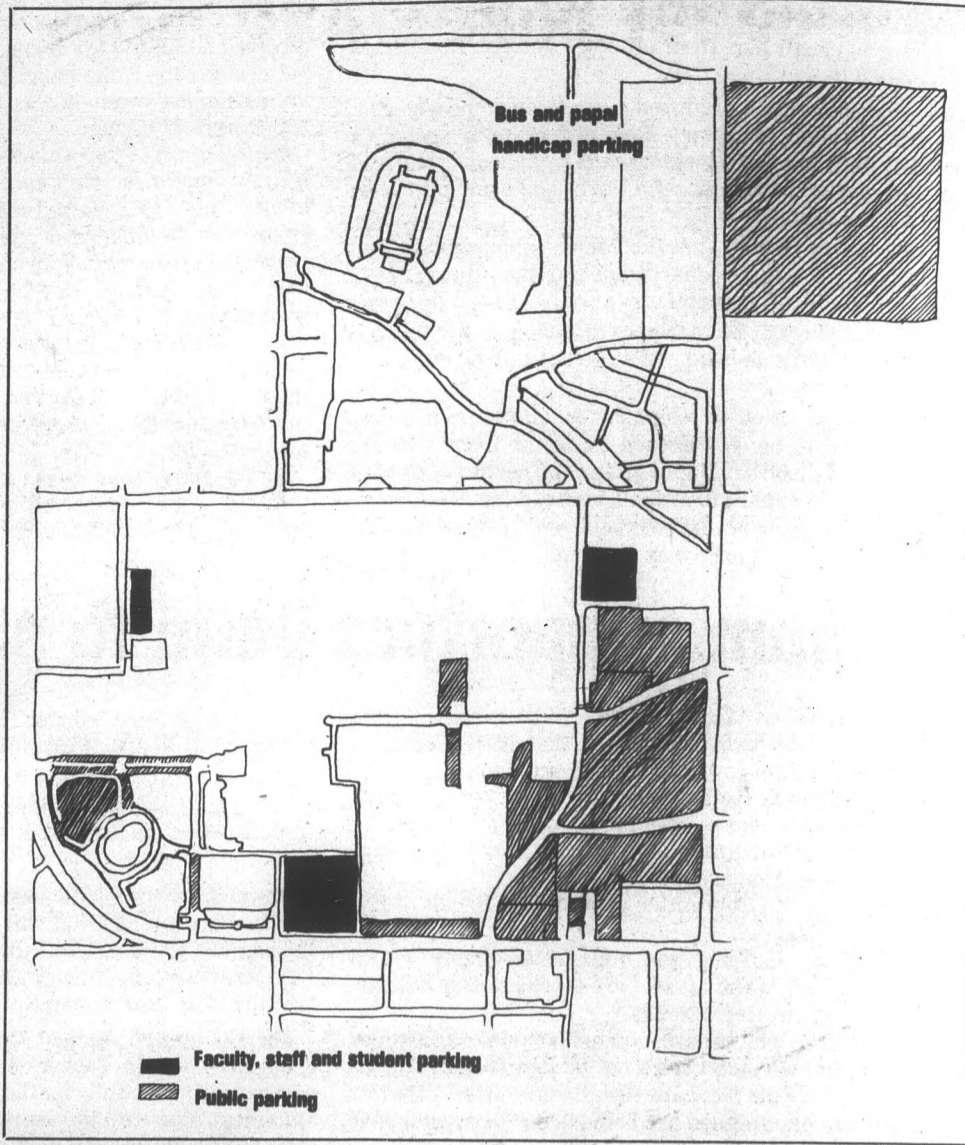 Bus and papal
handicap parking
Faculty, staff and student parking
Public parking